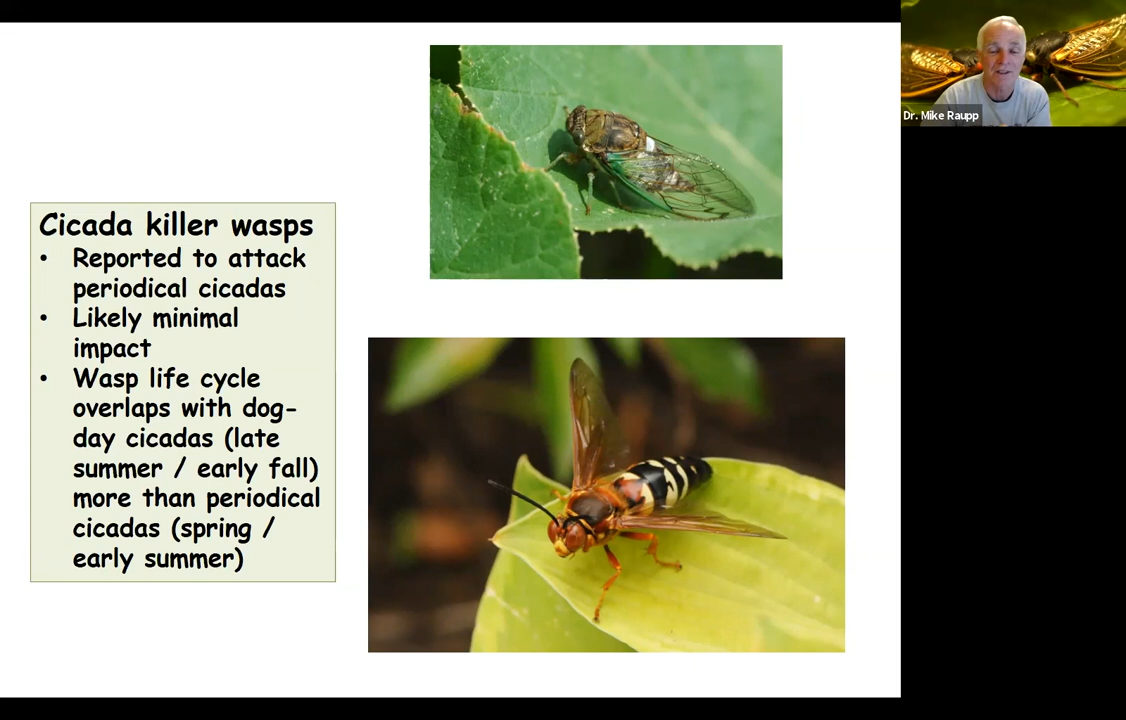 Dr. Mike Raupp
Cicada killer wasps
• Reported to attack
periodical cicadas
• Likely minimal
impact
• Wasp life cycle
overlaps with dog-
day cicadas (late
summer / early fall)
more than periodical
cicadas (spring /
early summer)